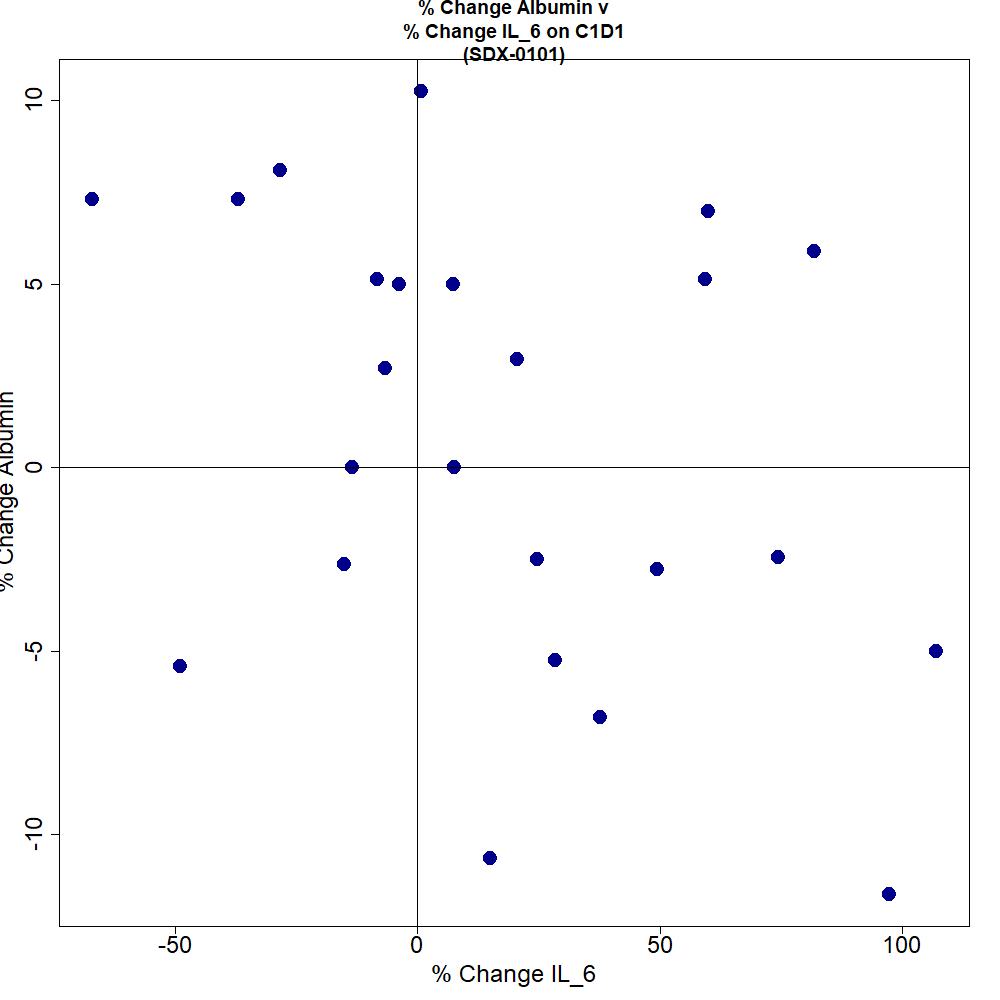 % Change Albumin v
% Change IL_6 on C1D1
(SDX-0101)
% Change Albumin
10
5
0
-5
-10
-50
0
50
100
% Change IL_6